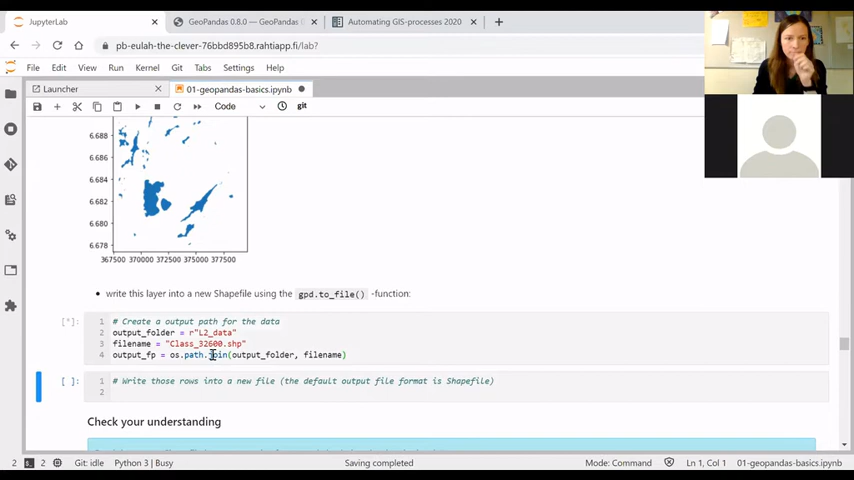 JupyterLab
GeoPandas 0.8.0 — GeoPandas 0.8
Automating GIS-processes 2020
pb-eulah-the-clever-76bbd895b8.rahtiapp.fi/lab?
File Edit View Run Kernel Git Tabs Settings Help
Launcher
01-geopandas-basics.ipynb
Code
git
6.688
6.686
6.684
6.682
6.680
6.678
367500 370000 372500 375000 377500
write this layer into a new Shapefile using the gpd.to_file() -function:
[*]:
1 # Create a output path for the data
2 output_folder = r"L2_data"
3 filename = "Class_32600.shp"
4 output_fp = os.path.join(output_folder, filename)
[ ]:
1 # Write those rows into a new file (the default output file format is Shapefile)
2
Check your understanding
2 2 Git: idle Python 3 | Busy Saving completed Mode: Command Ln 1, Col 1 01-geopandas-basics.ipynb